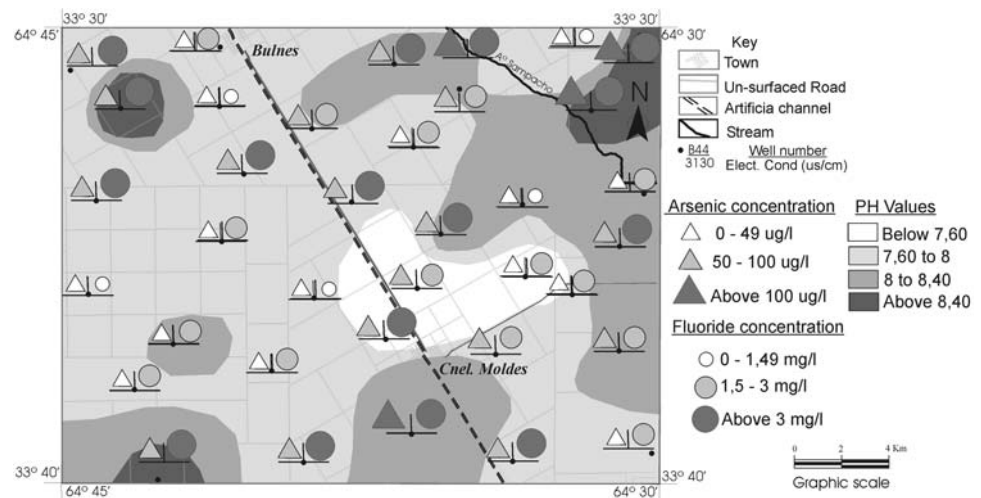 33º 30'
33º 30'
64º 45'
64º 30'
Bulnes
Aº Sampacho
N
Cnel. Moldes
33º 40'
33º 40'
64º 45'
64º 30'
Key
Town
Un-surfaced Road
Artificia channel
Stream
B44 Well number
3130 Elect. Cond (us/cm)
Arsenic concentration
0 - 49 ug/l
50 - 100 ug/l
Above 100 ug/l
PH Values
Below 7,60
7,60 to 8
8 to 8,40
Above 8,40
Fluoride concentration
0 - 1,49 mg/l
1,5 - 3 mg/l
Above 3 mg/l
0 2 4 Km
Graphic scale